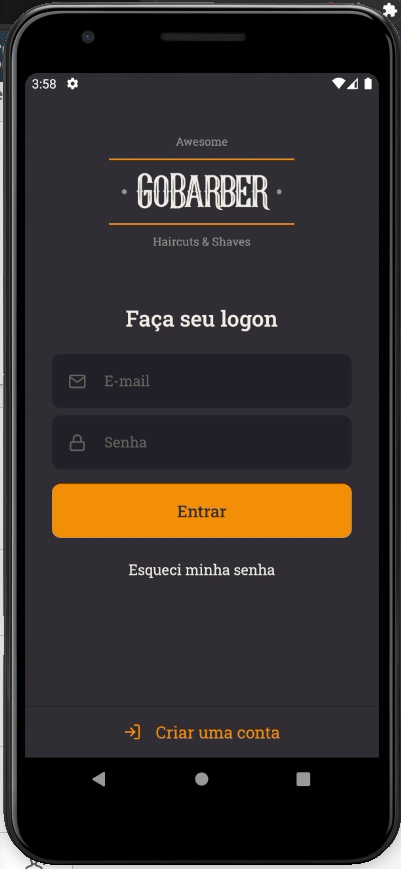 3:58
Awesome
GOBARBER
Haircuts & Shaves
Faça seu logon
E-mail
Senha
Entrar
Esqueci minha senha
Criar uma conta